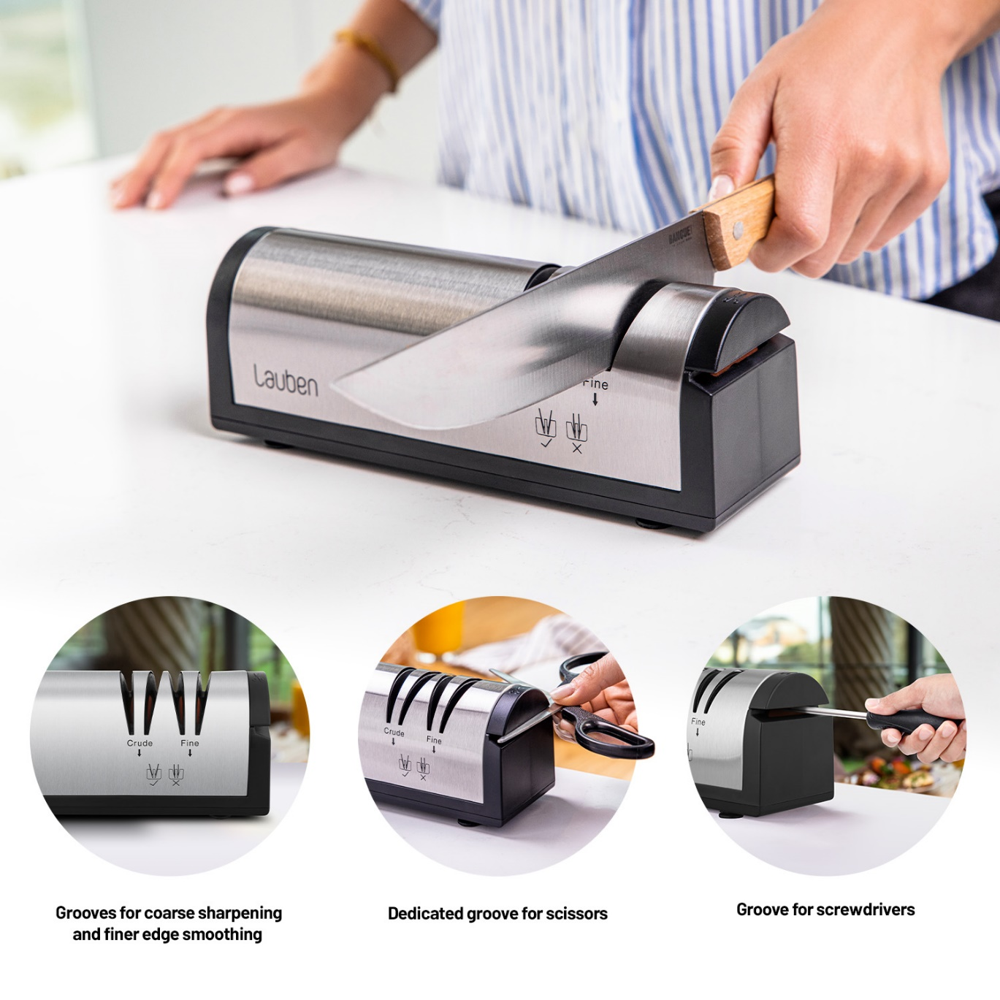 BANQUET
Lauben
Fine
Crude
Fine
Crude
Fine
Fine
Grooves for coarse sharpening
and finer edge smoothing
Dedicated groove for scissors
Groove for screwdrivers